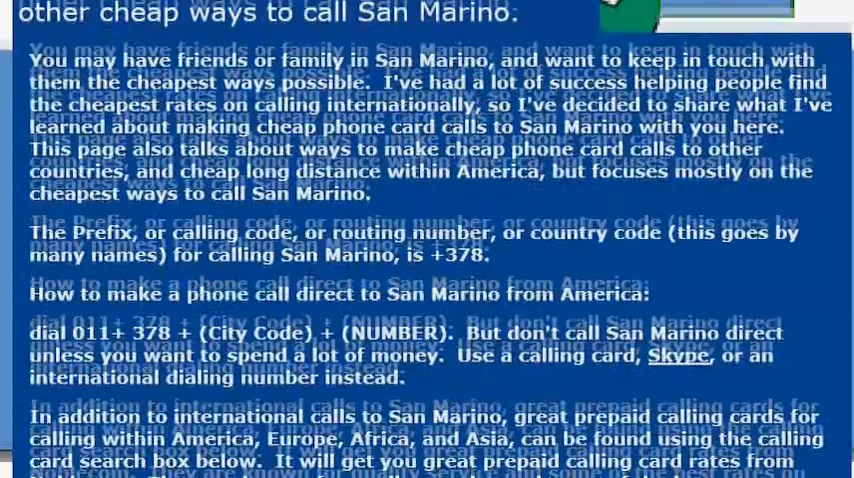 other cheap ways to call San Marino.
You may have friends or family in San Marino, and want to keep in touch with
them the cheapest ways possible.  I've had a lot of success helping people find
the cheapest rates on calling internationally, so I've decided to share what I've
learned about making cheap phone card calls to San Marino with you here.
This page also talks about ways to make cheap phone card calls to other
countries, and cheap long distance within America, but focuses mostly on the
cheapest ways to call San Marino.
The Prefix, or calling code, or routing number, or country code (this goes by
many names) for calling San Marino, is +378.
How to make a phone call direct to San Marino from America:
dial 011+ 378 + (City Code) + (NUMBER).  But don't call San Marino direct
unless you want to spend a lot of money.  Use a calling card, Skype, or an
international dialing number instead.
In addition to international calls to San Marino, great prepaid calling cards for
calling within America, Europe, Africa, and Asia, can be found using the calling
card search box below.  It will get you great prepaid calling card rates from